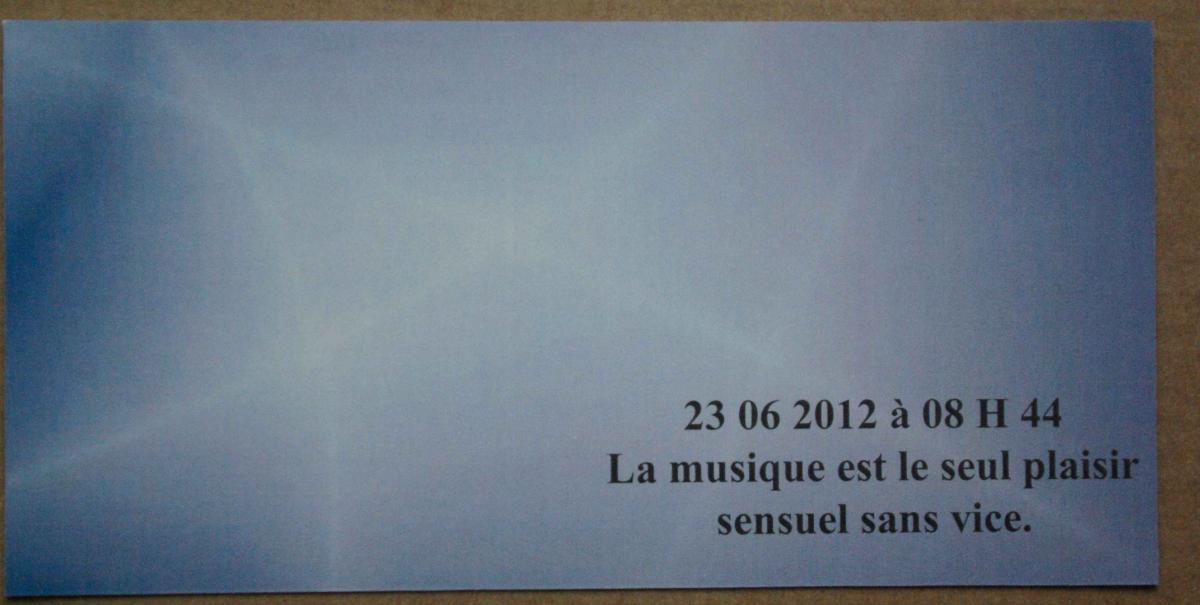 23 06 2012 à 08 H 44
La musique est le seul plaisir
sensuel sans vice.